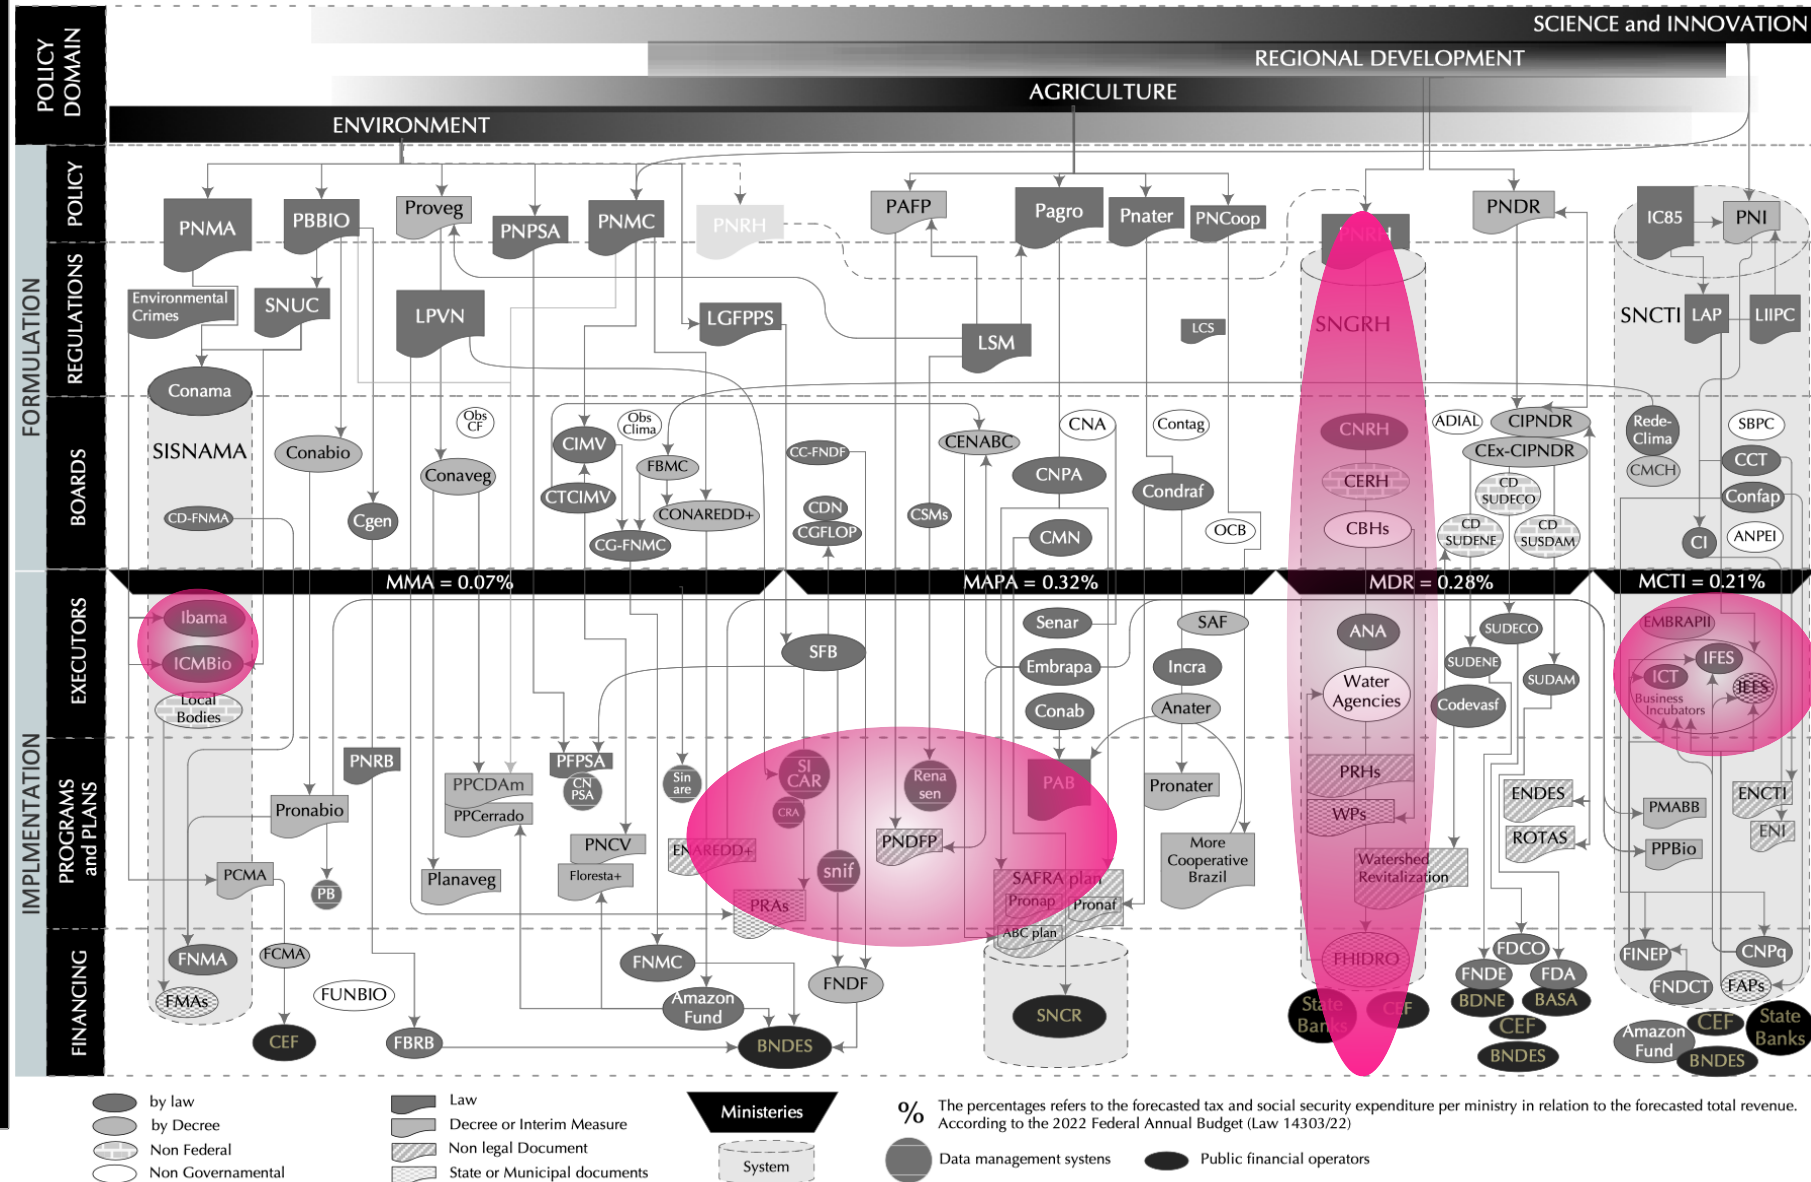 SCIENCE and INNOVATION
REGIONAL DEVELOPMENT
AGRICULTURE
ENVIRONMENT
POLICY
DOMAIN
FORMULATION
POLICY
PNMA
PBBIO
Proveg
PNPSA
PNMC
PNRH
PAFP
Pagro
Pnater
PNCoop
PNRH
PNDR
IC85
PNI
REGULATIONS
Environmental
Crimes
SNUC
LPVN
LGFPPS
LSM
LCS
SNGRH
SNCTI
LAP
LIIPC
Conama
BOARDS
SISNAMA
CD-FNMA
Conabio
Cgen
Obs
CF
Conaveg
CIMV
CTCIMV
Obs
Clima
FBMC
CONAREDD+
CG-FNMC
CC-FNDF
CDN
CGFLOP
CENABC
CSMs
CNA
CNPA
CMN
Contag
Condraf
OCB
CNRH
CERH
CBHs
ADIAL
CIPNDR
CEx-CIPNDR
CD
SUDECO
CD
SUDENE
CD
SUSDAM
Rede-
Clima
CMCH
SBPC
CCT
Confap
CI
ANPEI
MMA = 0.07%
MAPA = 0.32%
MDR = 0.28%
MCTI = 0.21%
IMPLMENTATION
EXECUTORS
Ibama
ICMBio
Local
Bodies
SFB
Senar
Embrapa
Conab
SAF
Incra
Anater
ANA
Water
Agencies
SUDECO
SUDENE
SUDAM
Codevasf
EMBRAPII
IFES
ICT
IEES
Business
Incubators
PROGRAMS
and PLANS
PNRB
Pronabio
PCMA
PB
PPCDAm
PPCerrado
Planaveg
PFPSA
CN
PSA
PNCV
Floresta+
Sin
are
ENAREDD+
SI
CAR
CRA
snif
PRAs
Rena
sen
PNDFP
PAB
SAFRA plan
Pronap
Pronaf
ABC plan
Pronater
More
Cooperative
Brazil
PRHs
WPs
Watershed
Revitalization
ENDES
ROTAS
PMABB
PPBio
ENCTI
ENI
FINANCING
FNMA
FMAs
FCMA
CEF
FUNBIO
FBRB
FNMC
Amazon
Fund
BNDES
FNDF
SNCR
FHIDRO
State
Banks
CEF
FDCO
FNDE
FDA
BDNE
BASA
CEF
BNDES
FINEP
CNPq
FNDCT
FAPs
Amazon
Fund
CEF
State
Banks
BNDES
by law
by Decree
Non Federal
Non Governamental
Law
Decree or Interim Measure
Non legal Document
State or Municipal documents
Ministeries
System
% The percentages refers to the forecasted tax and social security expenditure per ministry in relation to the forecasted total revenue.
According to the 2022 Federal Annual Budget (Law 14303/22)
Data management systens
Public financial operators